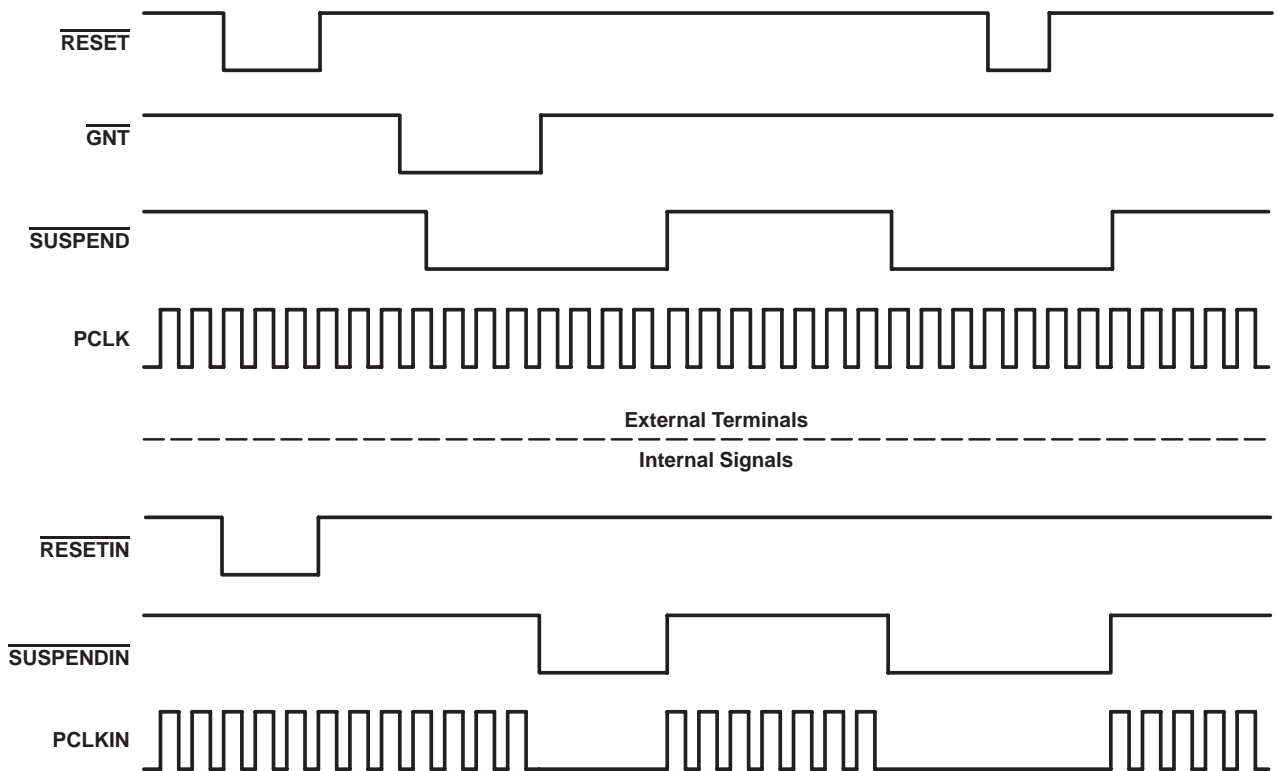 RESET
GNT
SUSPEND
PCLK
External Terminals
Internal Signals
RESETIN
SUSPENDIN
PCLKIN